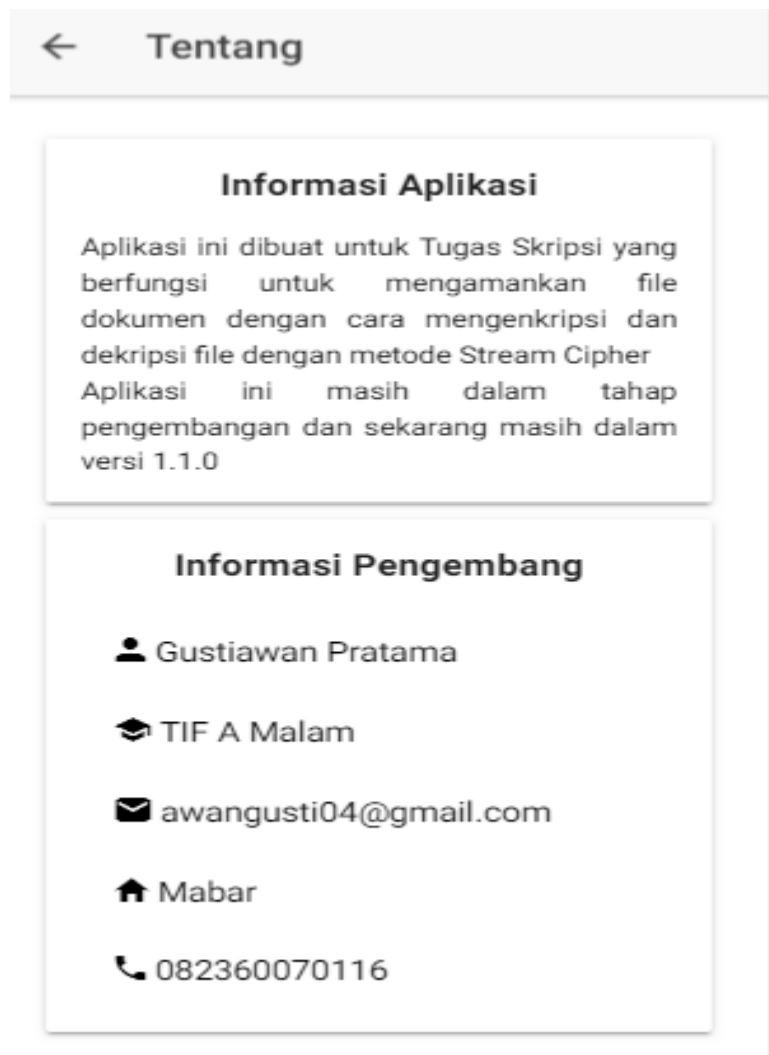 Tentang
Informasi Aplikasi
Aplikasi ini dibuat untuk Tugas Skripsi yang
berfungsi untuk mengamankan file
dokumen dengan cara mengenkripsi dan
dekripsi file dengan metode Stream Cipher
Aplikasi ini masih dalam tahap
pengembangan dan sekarang masih dalam
versi 1.1.0
Informasi Pengembang
Gustiawan Pratama
TIF A Malam
awangusti04@gmail.com
Mabar
082360070116